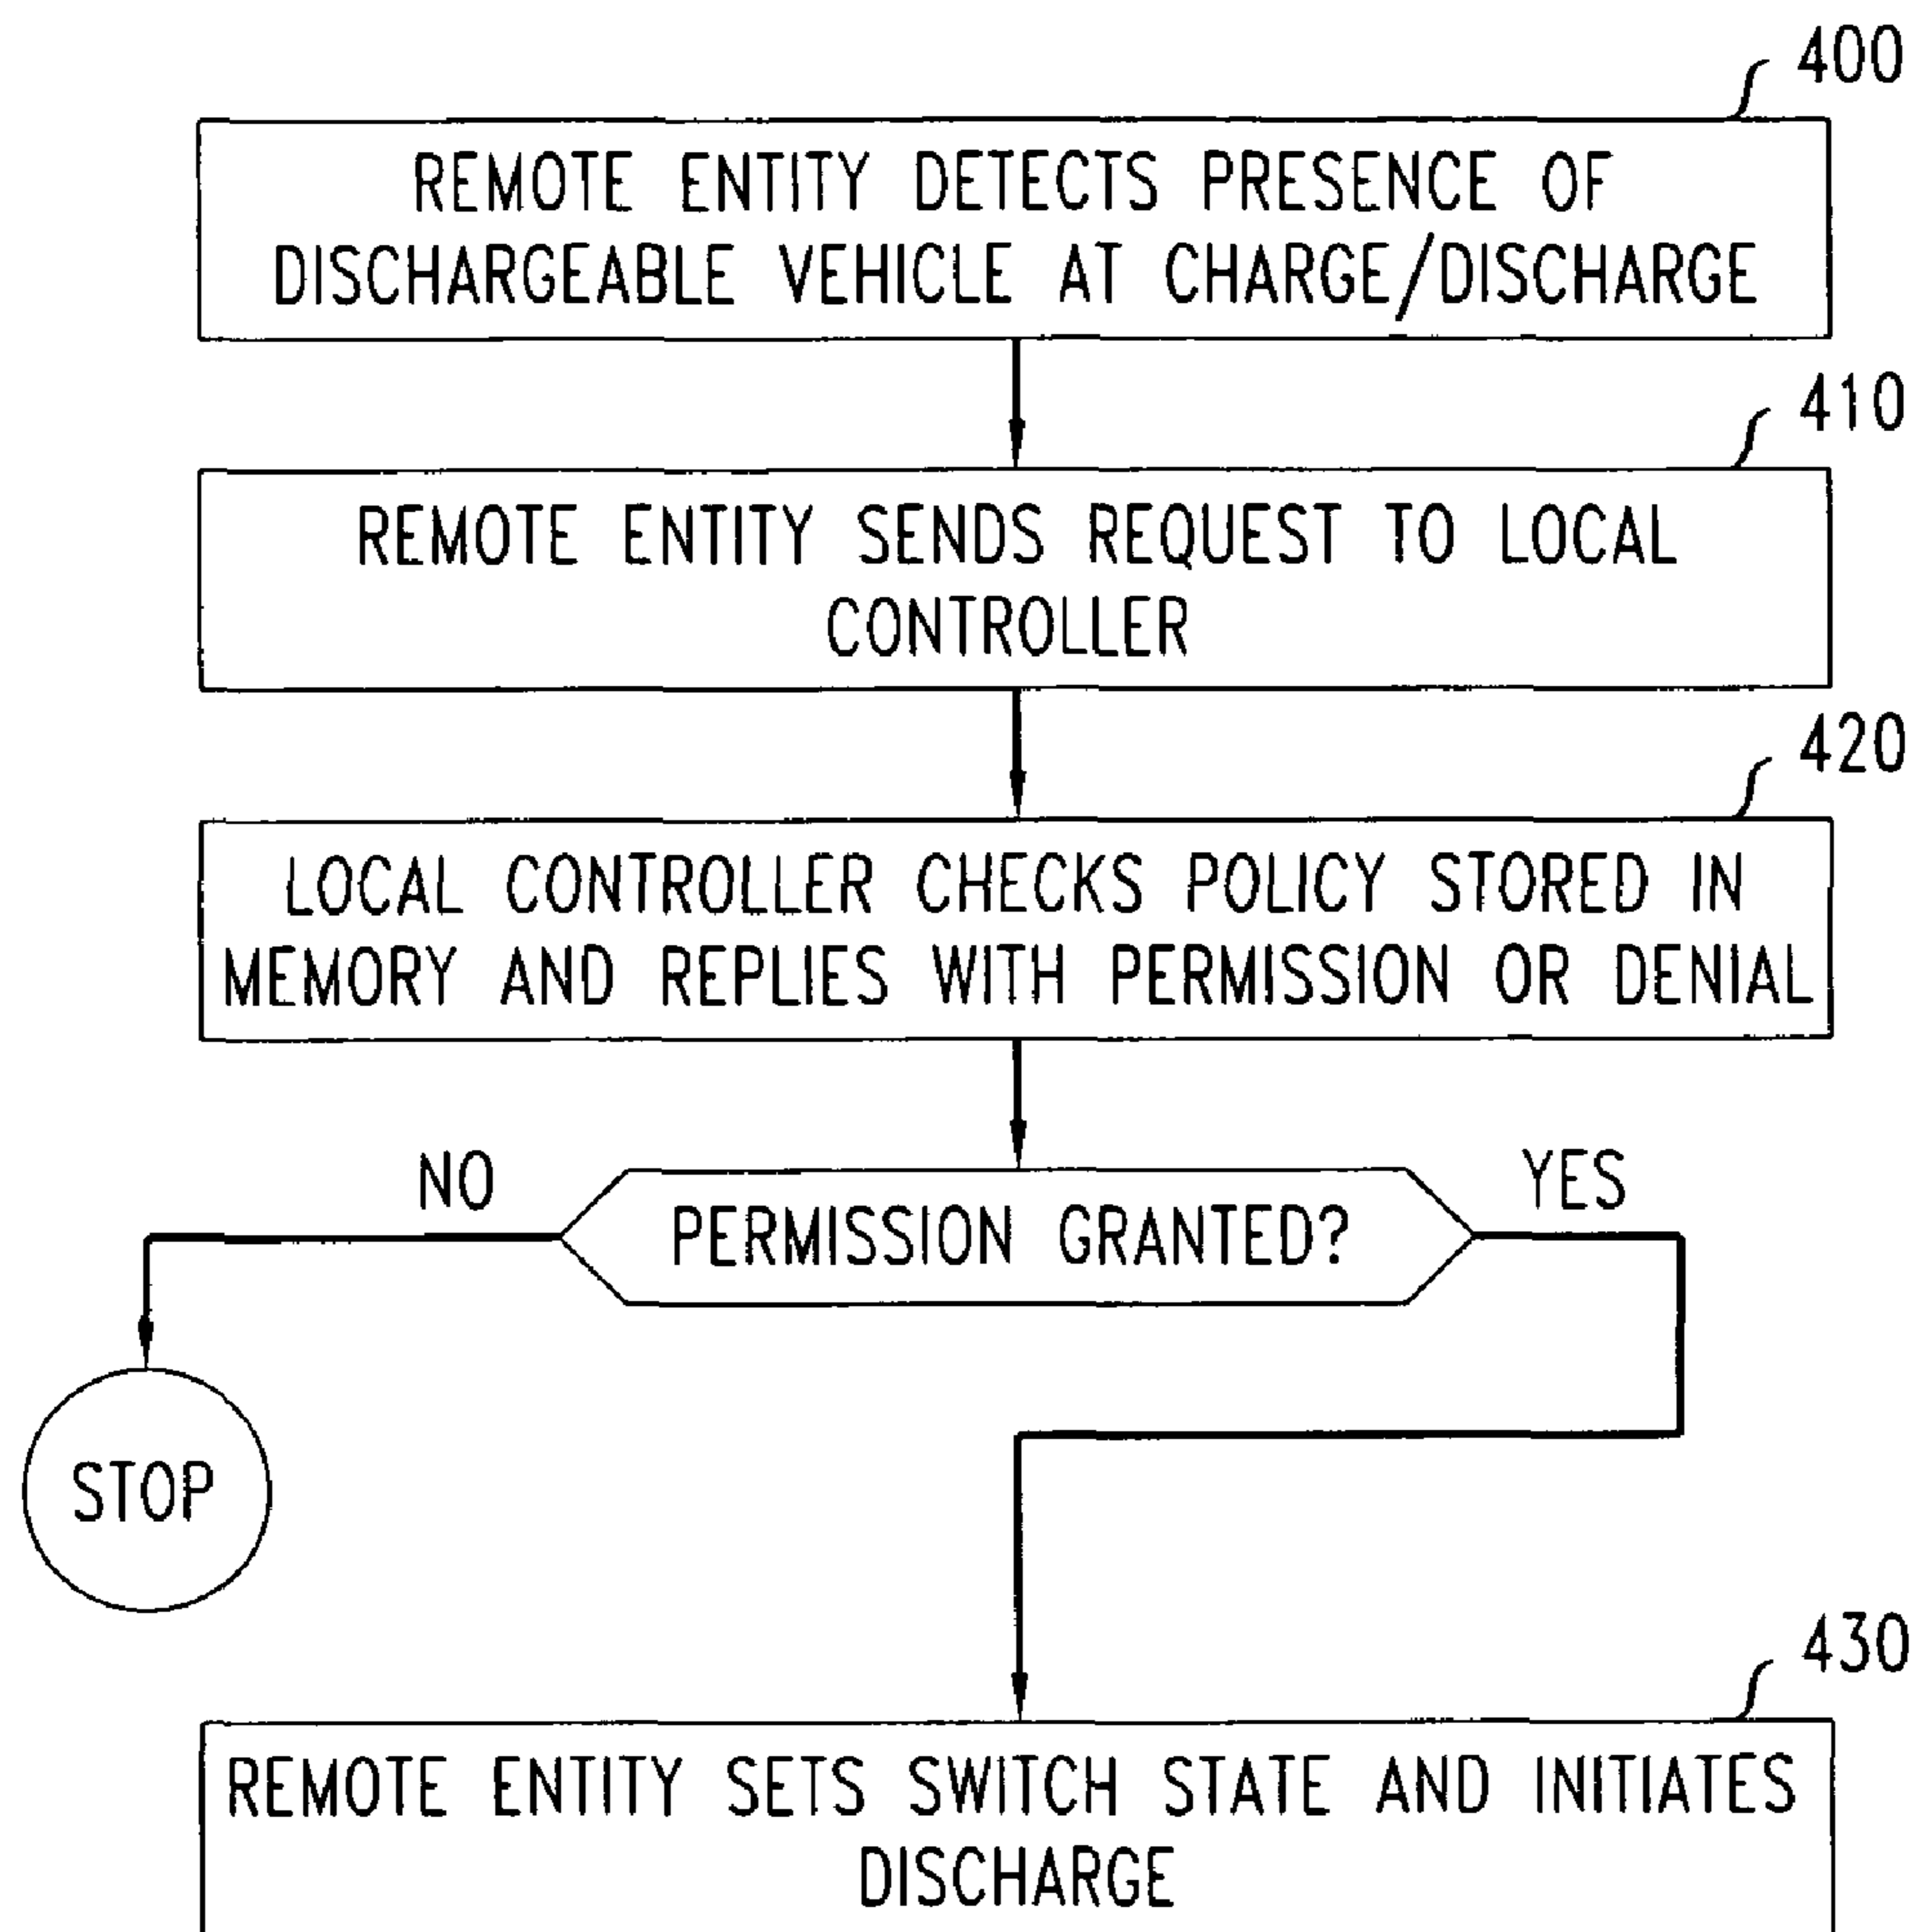 400
REMOTE ENTITY DETECTS PRESENCE OF
DISCHARGEABLE VEHICLE AT CHARGE/DISCHARGE
410
REMOTE ENTITY SENDS REQUEST TO LOCAL
CONTROLLER
420
LOCAL CONTROLLER CHECKS POLICY STORED IN
MEMORY AND REPLIES WITH PERMISSION OR DENIAL
NO
YES
PERMISSION GRANTED?
STOP
430
REMOTE ENTITY SETS SWITCH STATE AND INITIATES
DISCHARGE